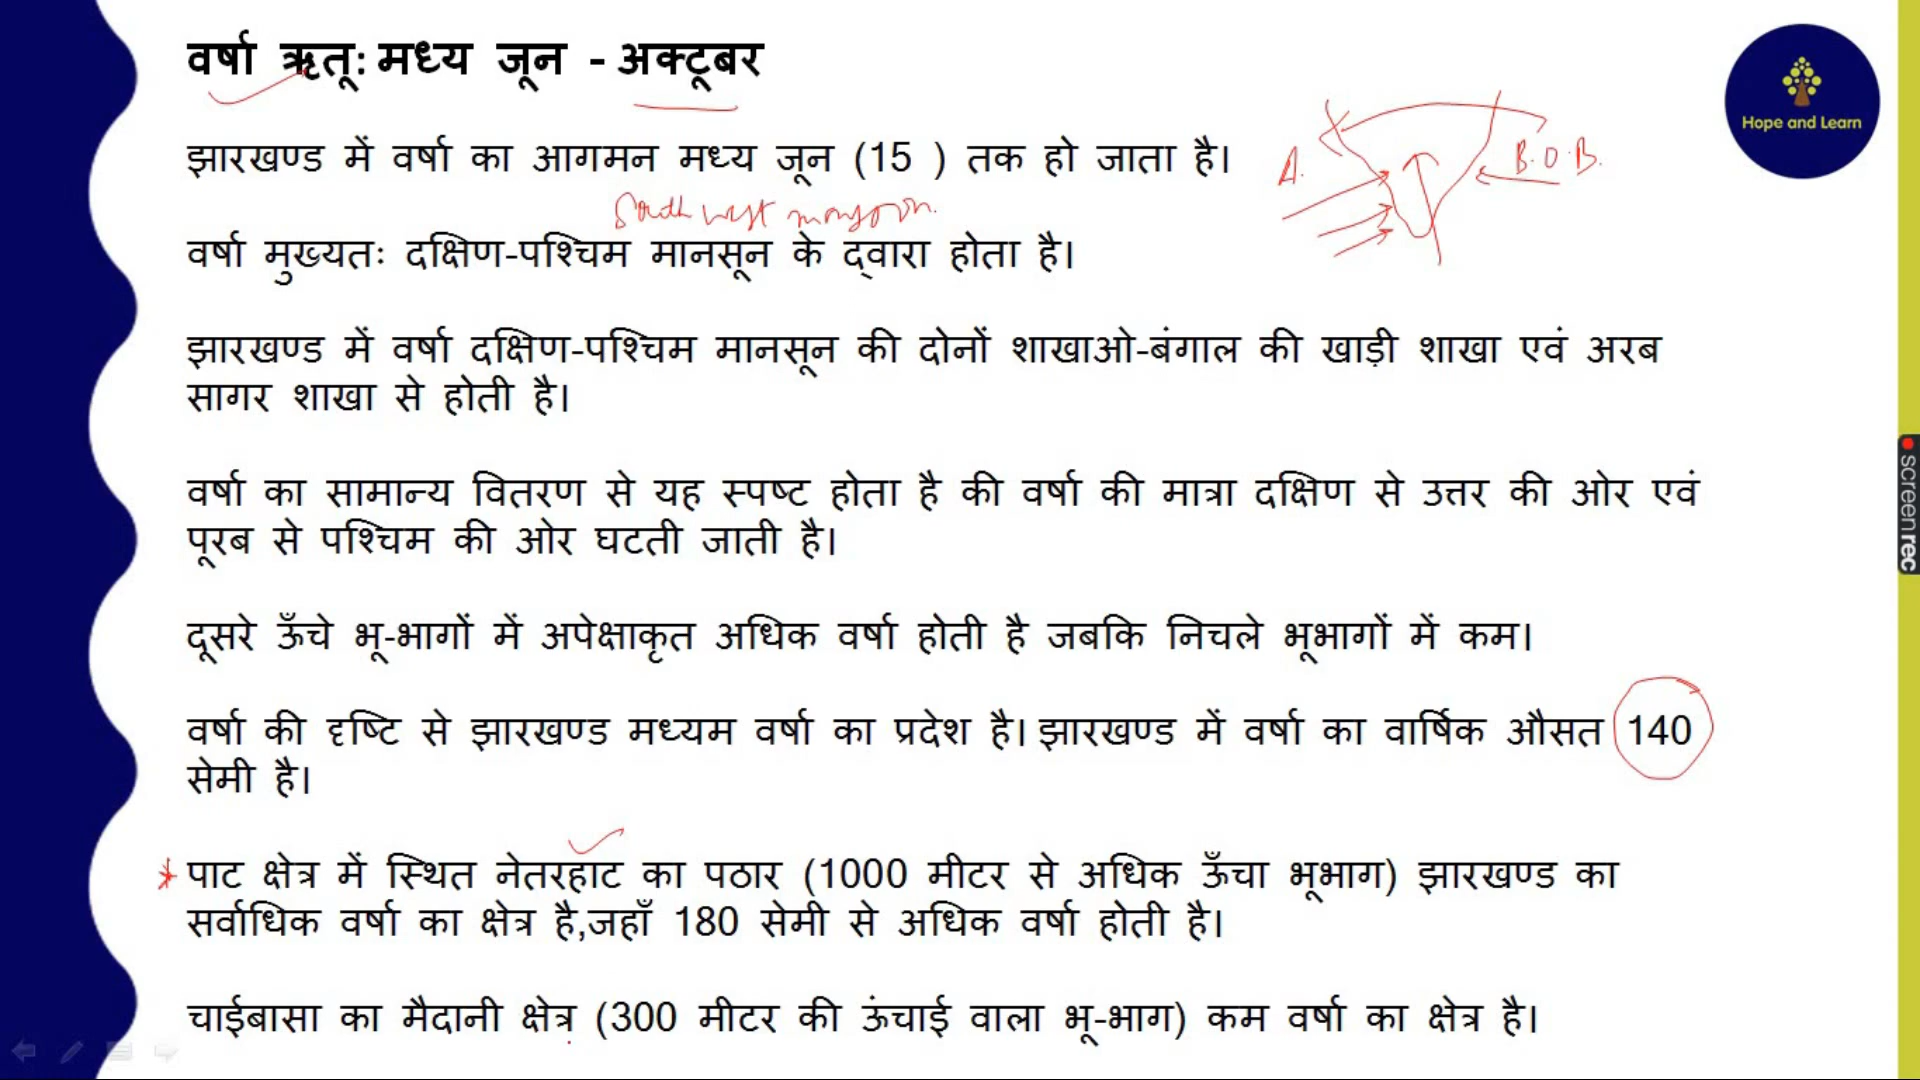 वर्षा ऋतू: मध्य जून - अक्टूबर
Hope and Learn
झारखण्ड में वर्षा का आगमन मध्य जून (15 ) तक हो जाता है।
A.
B.O.B.
South west monsoon.
वर्षा मुख्यतः दक्षिण-पश्चिम मानसून के द्वारा होता है।
झारखण्ड में वर्षा दक्षिण-पश्चिम मानसून की दोनों शाखाओ-बंगाल की खाड़ी शाखा एवं अरब
सागर शाखा से होती है।
वर्षा का सामान्य वितरण से यह स्पष्ट होता है की वर्षा की मात्रा दक्षिण से उत्तर की ओर एवं
पूरब से पश्चिम की ओर घटती जाती है।
दूसरे ऊँचे भू-भागों में अपेक्षाकृत अधिक वर्षा होती है जबकि निचले भूभागों में कम।
वर्षा की दृष्टि से झारखण्ड मध्यम वर्षा का प्रदेश है। झारखण्ड में वर्षा का वार्षिक औसत 140
सेमी है।
पाट क्षेत्र में स्थित नेतरहाट का पठार (1000 मीटर से अधिक ऊँचा भूभाग) झारखण्ड का
सर्वाधिक वर्षा का क्षेत्र है,जहाँ 180 सेमी से अधिक वर्षा होती है।
चाईबासा का मैदानी क्षेत्र (300 मीटर की ऊंचाई वाला भू-भाग) कम वर्षा का क्षेत्र है।
screenrec